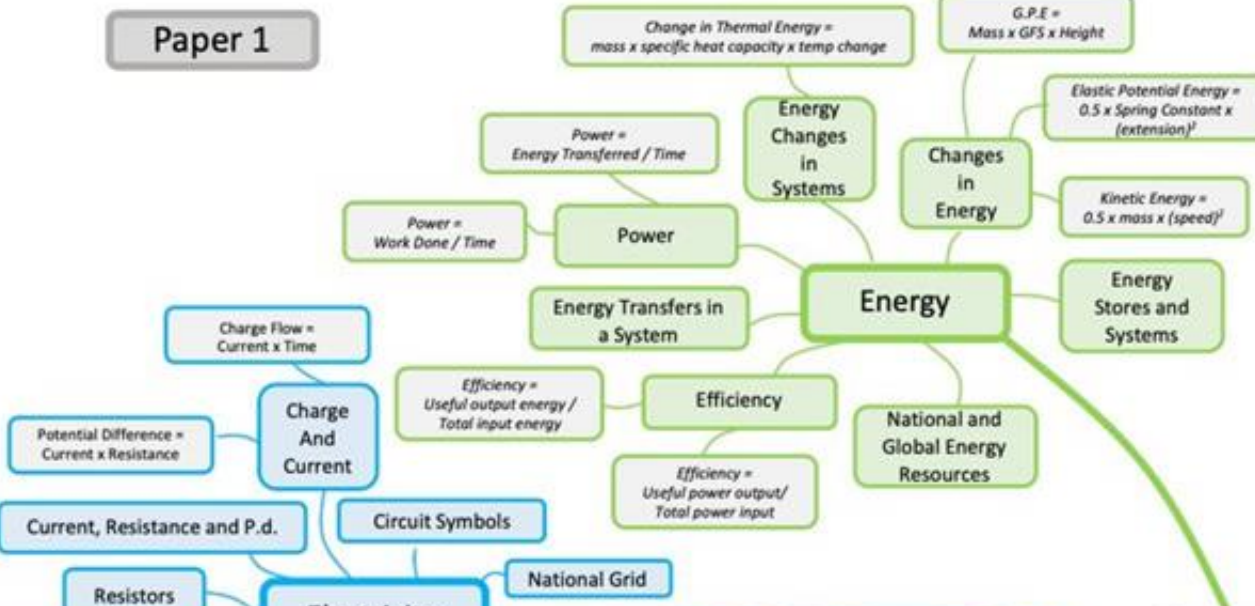 Paper 1
Change in Thermal Energy =
mass x specific heat capacity x temp change
G.P.E =
Mass x GFS x Height
Elastic Potential Energy =
0.5 x Spring Constant x
(extension)²
Energy
Changes
in
Systems
Power =
Energy Transferred / Time
Changes
in
Energy
Kinetic Energy =
0.5 x mass x (speed)²
Power =
Work Done / Time
Power
Energy
Energy
Stores and
Systems
Energy Transfers in
a System
Charge Flow =
Current x Time
Efficiency =
Useful output energy /
Total input energy
Efficiency
National and
Global Energy
Resources
Charge
And
Current
Potential Difference =
Current x Resistance
Efficiency =
Useful power output/
Total power input
Current, Resistance and P.d.
Circuit Symbols
National Grid
Resistors